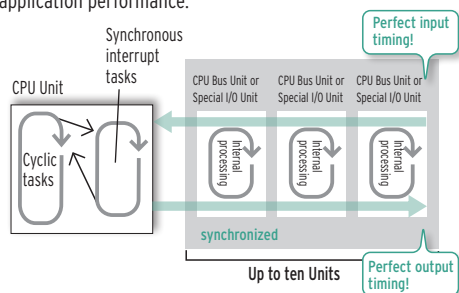 application performance.
Perfect input
timing!
Synchronous
interrupt
tasks
CPU Unit
CPU Bus Unit or
Special I/O Unit
CPU Bus Unit or
Special I/O Unit
CPU Bus Unit or
Special I/O Unit
Cyclic
tasks
Internal
processing
Internal
processing
Internal
processing
synchronized
Up to ten Units
Perfect output
timing!